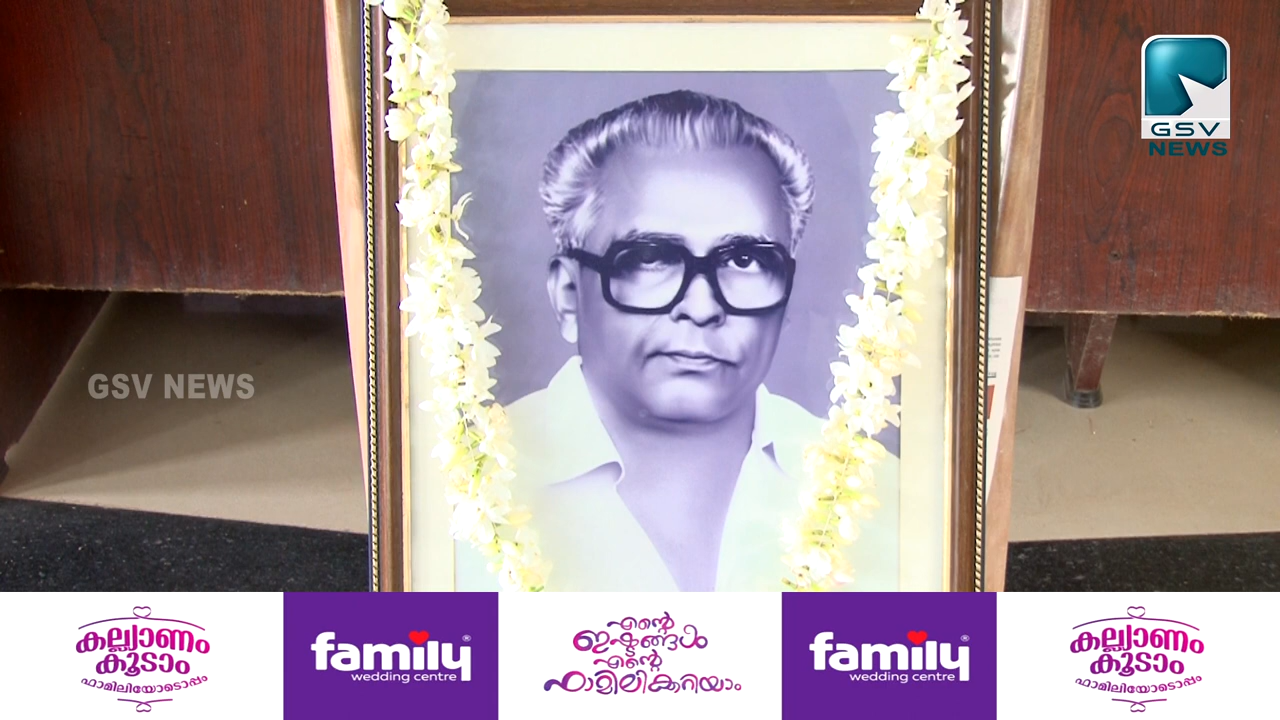 GSV
NEWS
GSV NEWS
കല്ല്യാണം
കൂടാം
ഫാമിലിയോടൊപ്പം
family®
wedding centre
എന്റെ
ഇഷ്ടങ്ങൾ
എന്റെ
ഫാമിലിക്കറിയാം
family®
wedding centre
കല്ല്യാണം
കൂടാം
ഫാമിലിയോടൊപ്പം